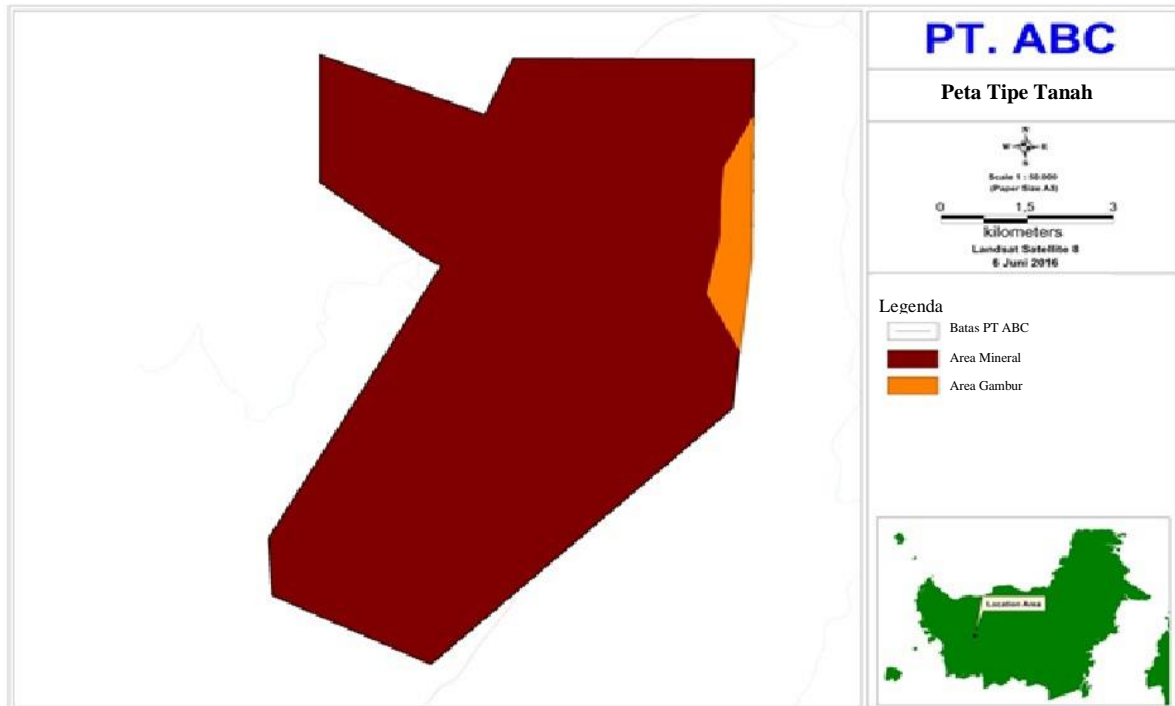 PT. ABC
Peta Tipe Tanah
N
W E
S
Scale 1 : 50.000
(Paper Size A3)
0 1,5 3
kilometers
Landsat Satellite 8
6 Juni 2016
Legenda
Batas PT ABC
Area Mineral
Area Gambur
Location Area